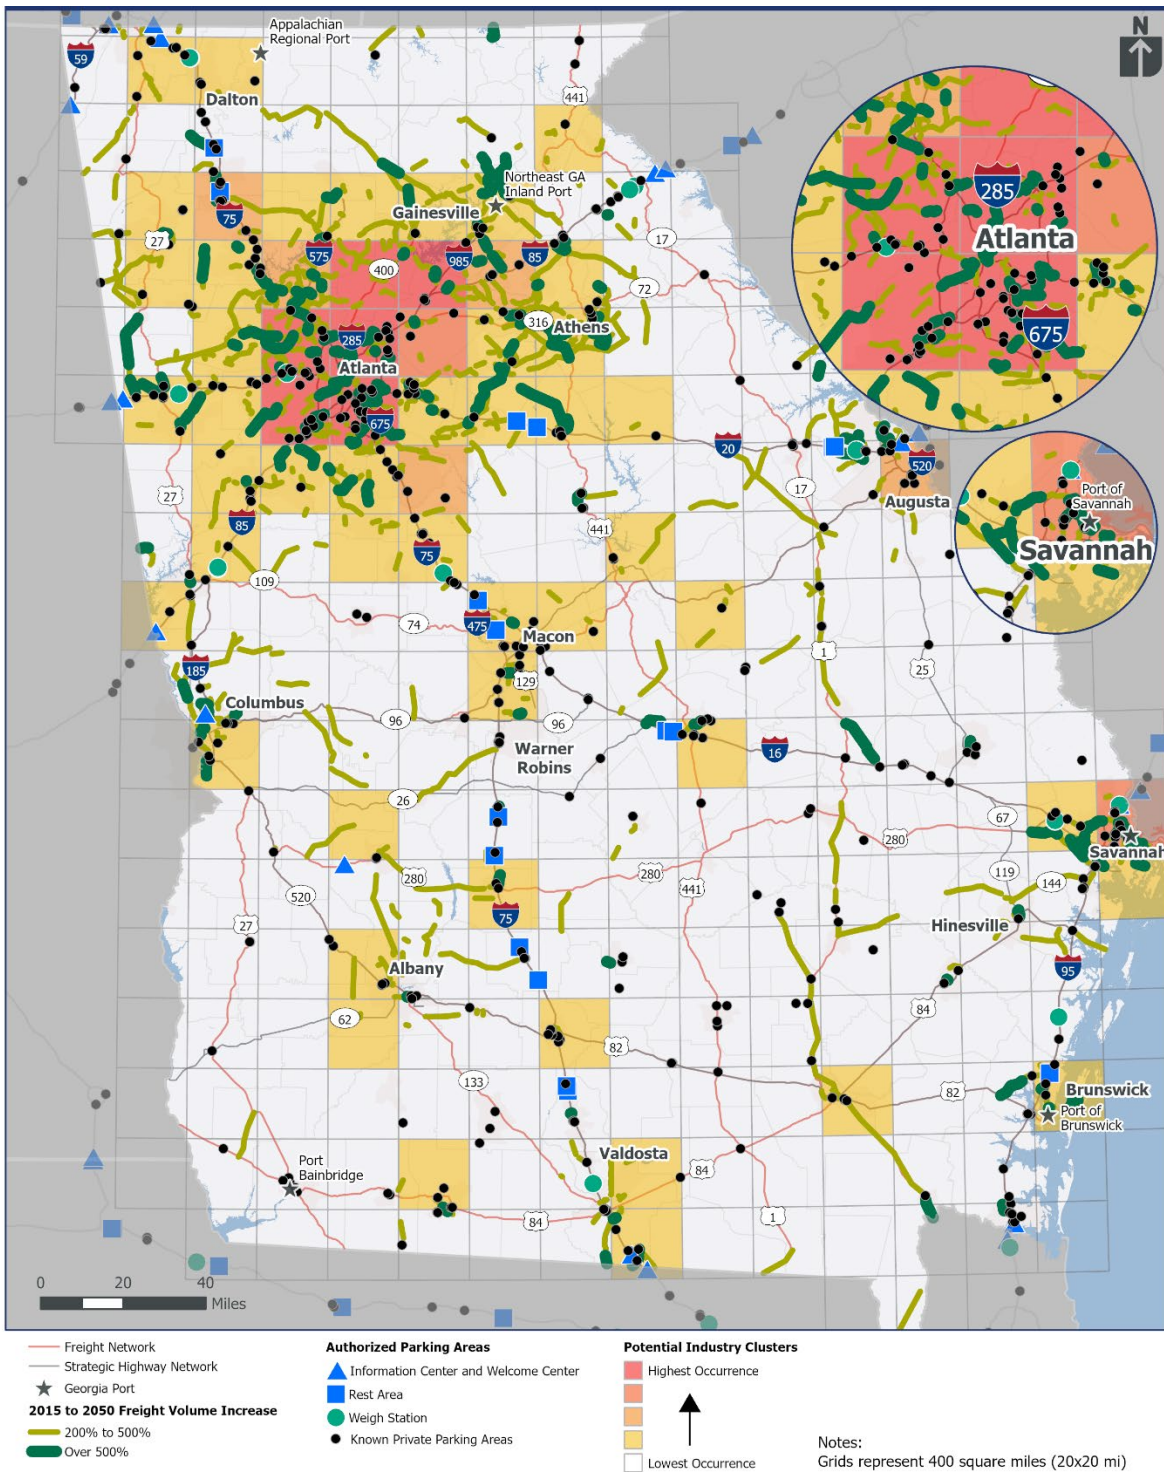 N
Appalachian
Regional Port
59
Dalton
441
Northeast GA
Inland Port
285
Atlanta
675
75
Gainesville
27
575
400
985
85
17
72
316
Athens
285
Atlanta
675
20
520
Augusta
Port of
Savannah
Savannah
27
85
17
441
75
109
74
475
Macon
1
185
129
25
Columbus
96
96
Warner
Robins
16
26
67
280
Savannah
280
280
119
144
520
441
27
75
Hinesville
Albany
95
62
84
82
133
82
Brunswick
Port of
Brunswick
Valdosta
Port
Bainbridge
84
84
1
0 20 40
Miles
Freight Network
Strategic Highway Network
Georgia Port
2015 to 2050 Freight Volume Increase
200% to 500%
Over 500%
Authorized Parking Areas
Information Center and Welcome Center
Rest Area
Weigh Station
Known Private Parking Areas
Potential Industry Clusters
Highest Occurrence
Lowest Occurrence
Notes:
Grids represent 400 square miles (20x20 mi)